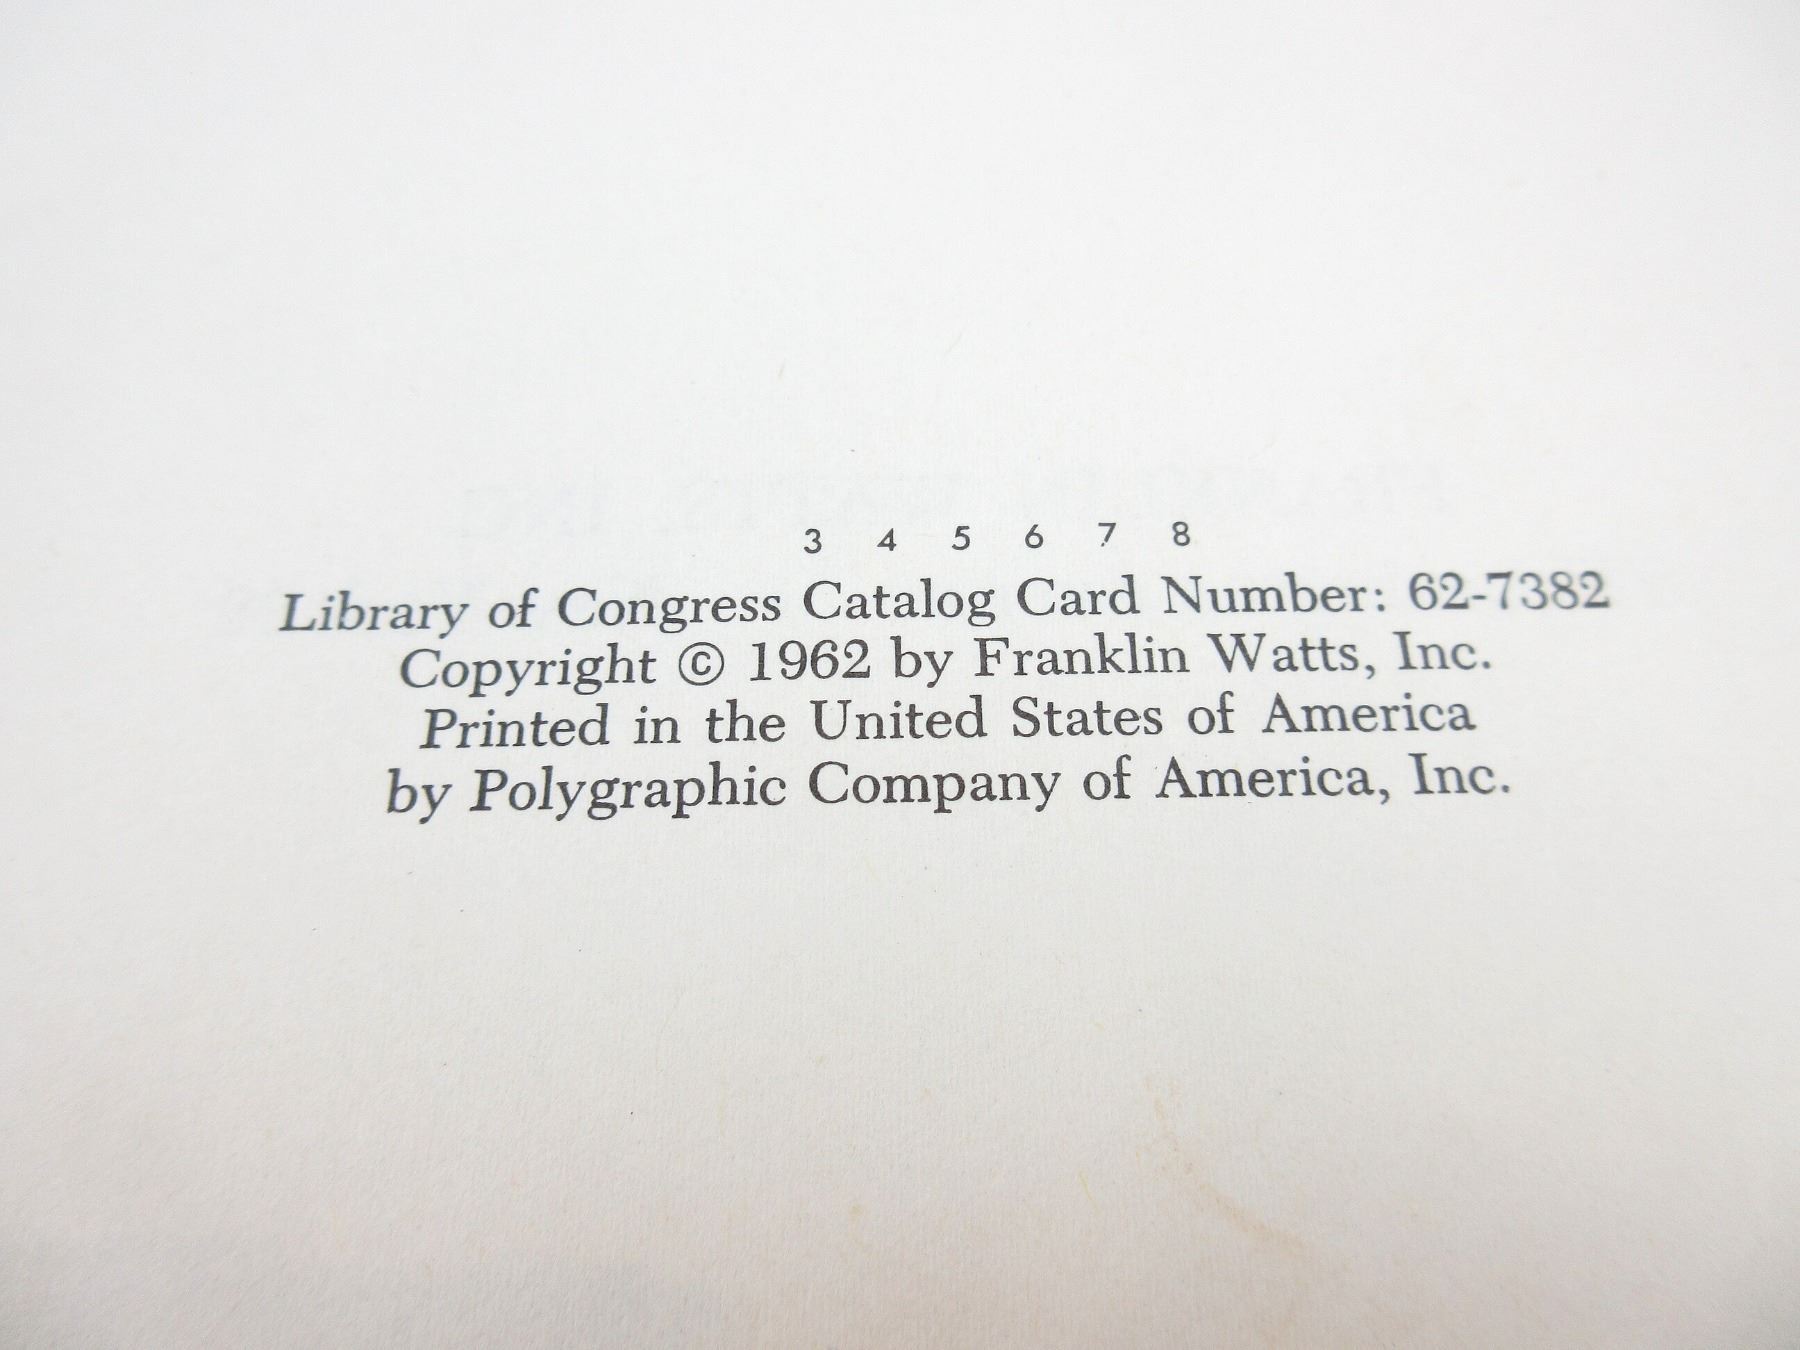 3 4 5 6 7 8
Library of Congress Catalog Card Number: 62-7382
Copyright © 1962 by Franklin Watts, Inc.
Printed in the United States of America
by Polygraphic Company of America, Inc.